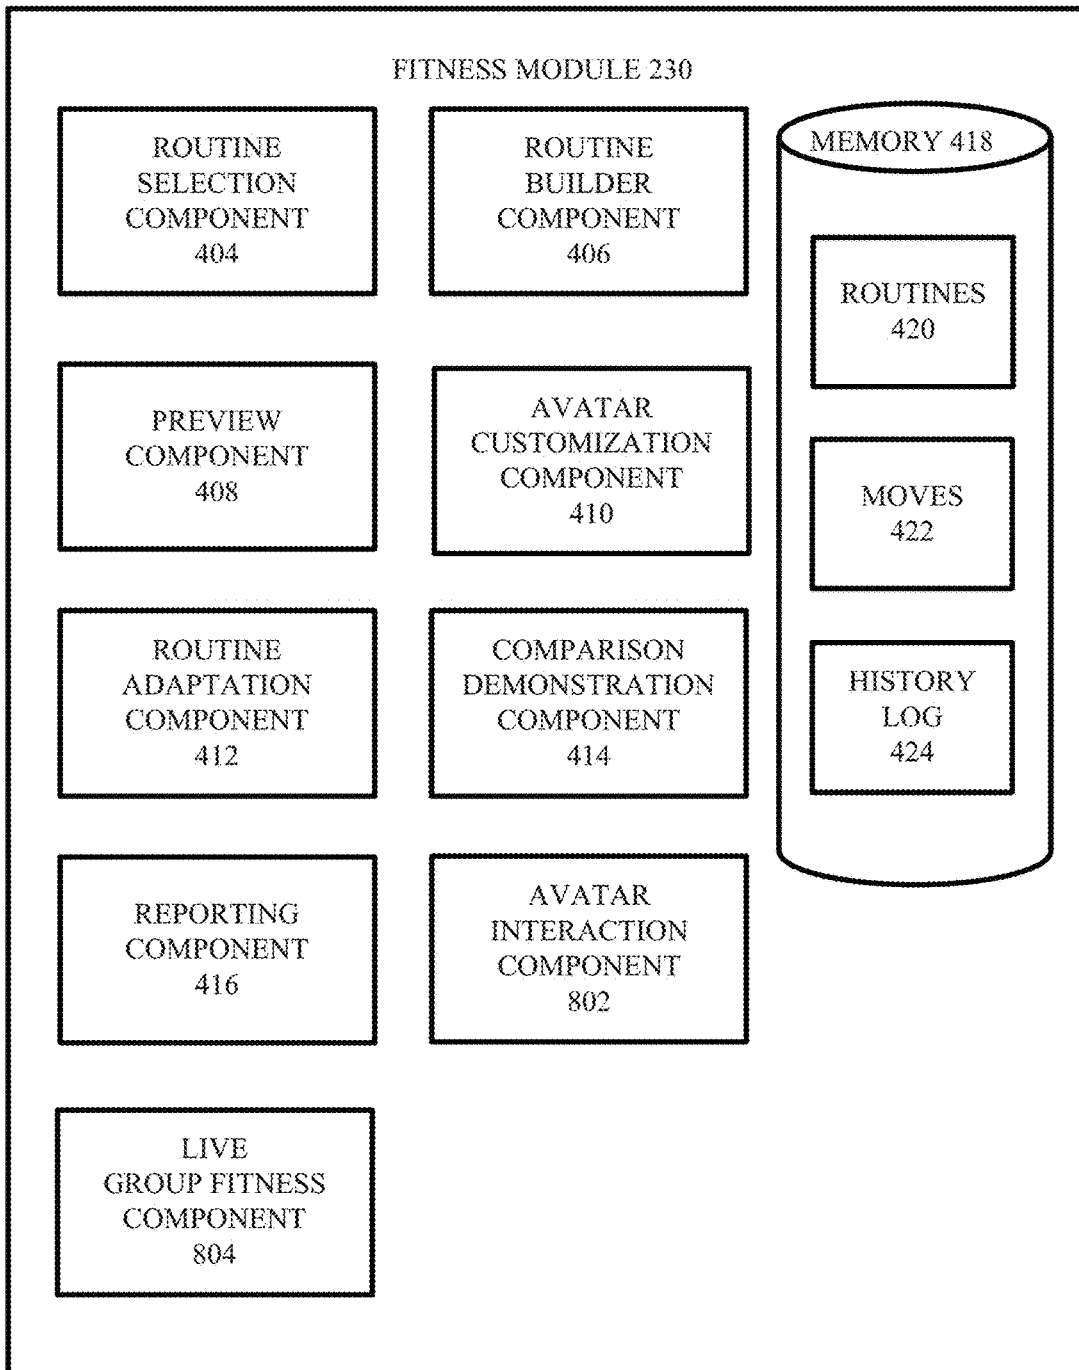 FITNESS MODULE 230
ROUTINE
SELECTION
COMPONENT
404
ROUTINE
BUILDER
COMPONENT
406
MEMORY 418
ROUTINES
420
PREVIEW
COMPONENT
408
AVATAR
CUSTOMIZATION
COMPONENT
410
MOVES
422
ROUTINE
ADAPTATION
COMPONENT
412
COMPARISON
DEMONSTRATION
COMPONENT
414
HISTORY
LOG
424
REPORTING
COMPONENT
416
AVATAR
INTERACTION
COMPONENT
802
LIVE
GROUP FITNESS
COMPONENT
804